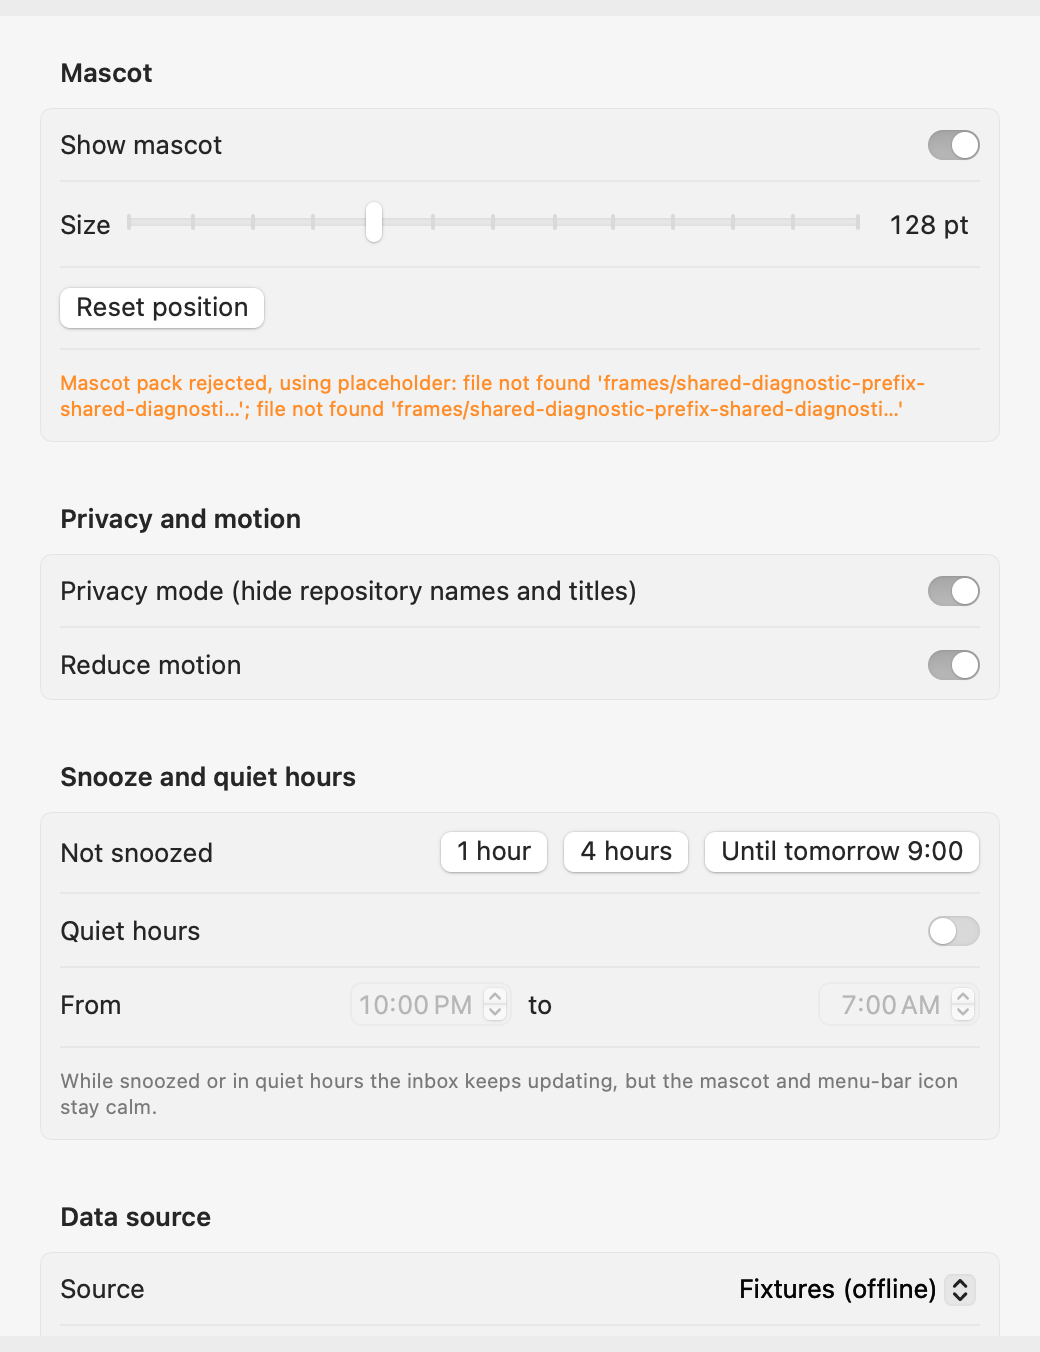 Mascot
Show mascot
Size 128 pt
Reset position
Mascot pack rejected, using placeholder: file not found 'frames/shared-diagnostic-prefix-
shared-diagnosti...'; file not found 'frames/shared-diagnostic-prefix-shared-diagnosti...'
Privacy and motion
Privacy mode (hide repository names and titles)
Reduce motion
Snooze and quiet hours
Not snoozed 1 hour 4 hours Until tomorrow 9:00
Quiet hours
From 10:00 PM to 7:00 AM
While snoozed or in quiet hours the inbox keeps updating, but the mascot and menu-bar icon
stay calm.
Data source
Source Fixtures (offline)